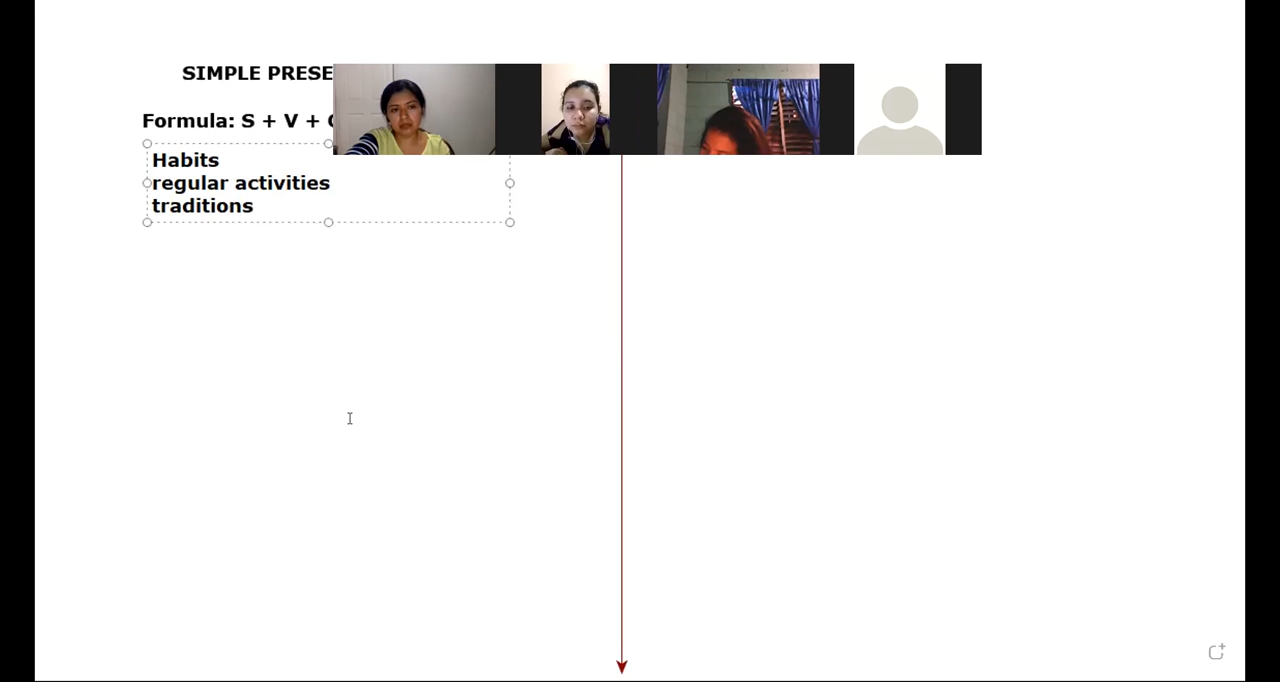 SIMPLE PRESE
Formula: S + V +
Habits
regular activities
traditions